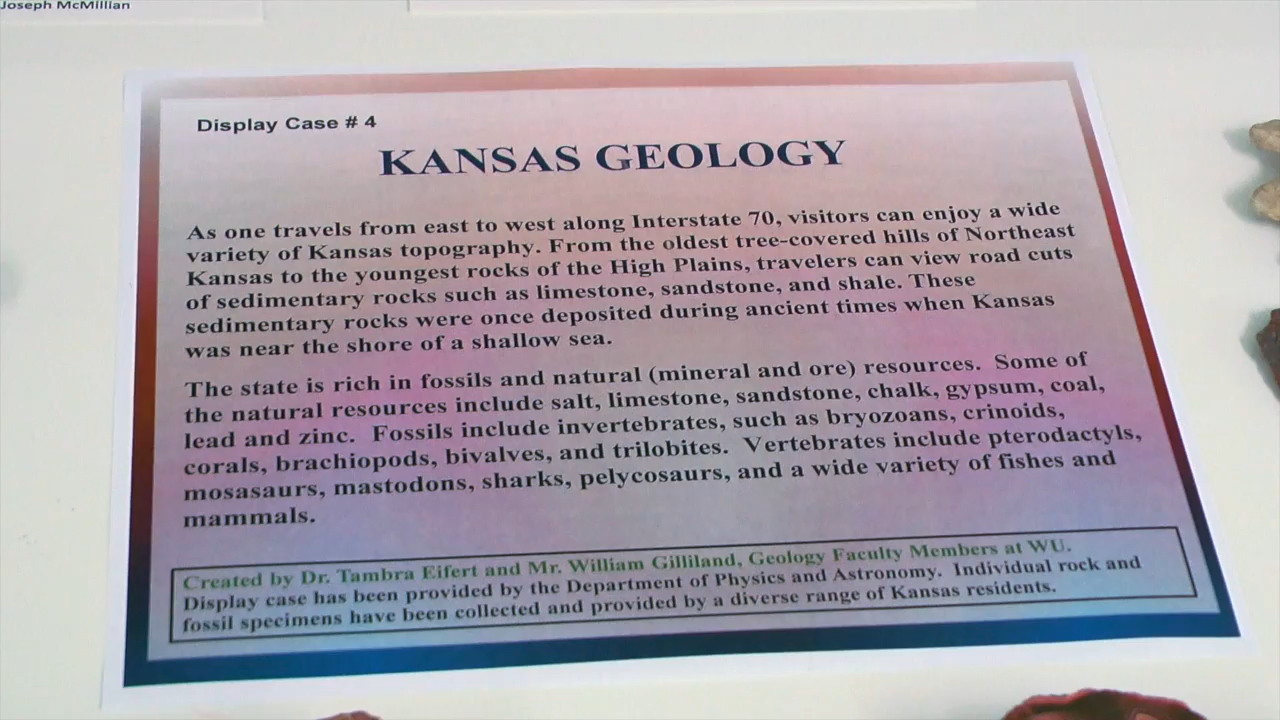 Joseph McMillian
Display Case # 4
KANSAS GEOLOGY
As one travels from east to west along Interstate 70, visitors can enjoy a wide
variety of Kansas topography. From the oldest tree-covered hills of Northeast
Kansas to the youngest rocks of the High Plains, travelers can view road cuts
of sedimentary rocks such as limestone, sandstone, and shale. These
sedimentary rocks were once deposited during ancient times when Kansas
was near the shore of a shallow sea.
The state is rich in fossils and natural (mineral and ore) resources. Some of
the natural resources include salt, limestone, sandstone, chalk, gypsum, coal,
lead and zinc. Fossils include invertebrates, such as bryozoans, crinoids,
corals, brachiopods, bivalves, and trilobites. Vertebrates include pterodactyls,
mosasaurs, mastodons, sharks, pelycosaurs, and a wide variety of fishes and
mammals.
Created by Dr. Tambra Eifert and Mr. William Gilliland, Geology Faculty Members at WU.
Display case has been provided by the Department of Physics and Astronomy. Individual rock and
fossil specimens have been collected and provided by a diverse range of Kansas residents.